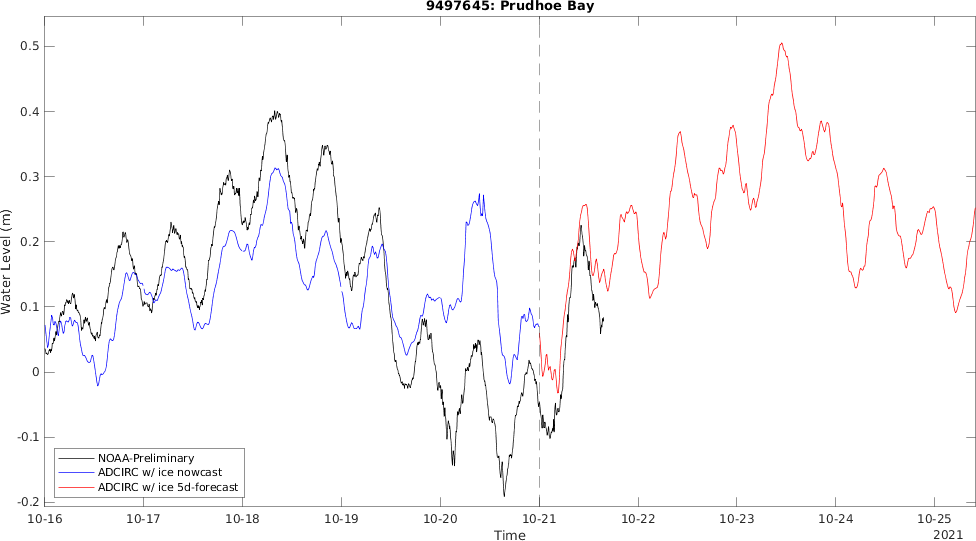 9497645: Prudhoe Bay
0.5
0.4
0.3
0.2
0.1
0
-0.1
-0.2
Water Level (m)
NOAA-Preliminary
ADCIRC w/ ice nowcast
ADCIRC w/ ice 5d-forecast
10-16 10-17 10-18 10-19 10-20 10-21 10-22 10-23 10-24 10-25
Time
2021